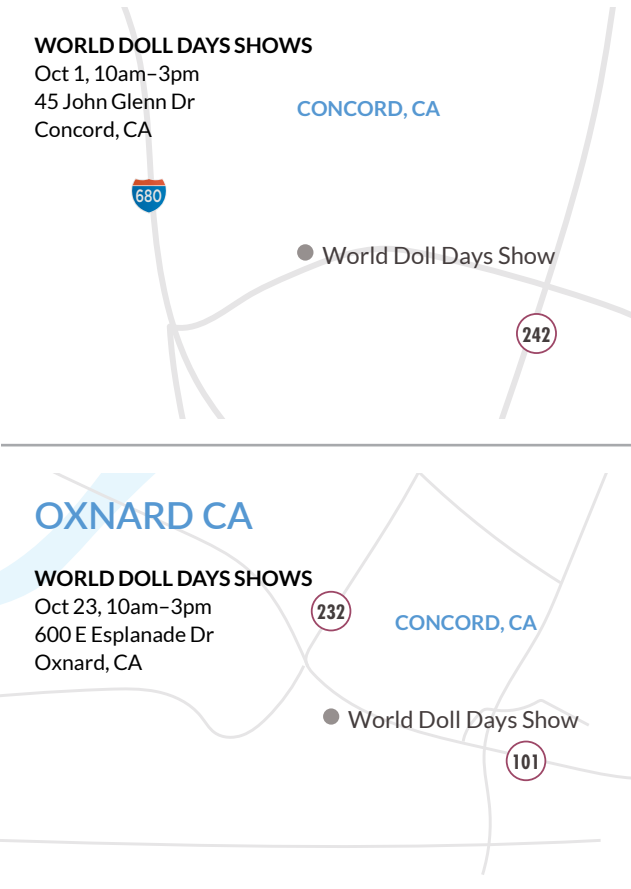 WORLD DOLL DAYS SHOWS
Oct 1, 10am–3pm
45 John Glenn Dr
Concord, CA
CONCORD, CA
680
World Doll Days Show
242
OXNARD CA
WORLD DOLL DAYS SHOWS
Oct 23, 10am–3pm
600 E Esplanade Dr
Oxnard, CA
232
CONCORD, CA
World Doll Days Show
101